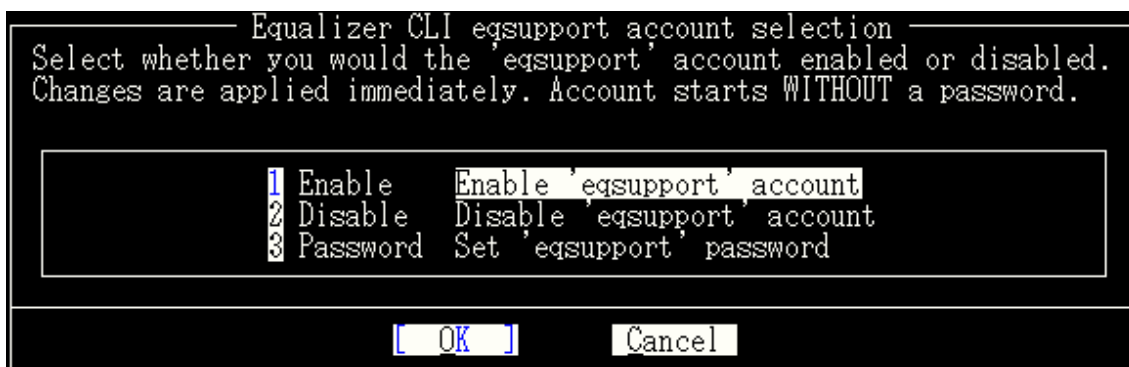 Equalizer CLI eqsupport account selection
Select whether you would the 'eqsupport' account enabled or disabled.
Changes are applied immediately. Account starts WITHOUT a password.
1 Enable Enable 'eqsupport' account
2 Disable Disable 'eqsupport' account
3 Password Set 'eqsupport' password
[ OK ] Cancel